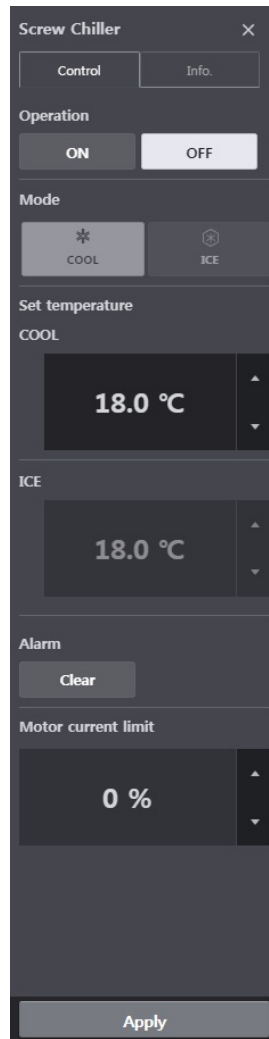 Screw Chiller ×
Control Info.
Operation
ON OFF
Mode
COOL ICE
Set temperature
COOL
18.0 ℃
ICE
18.0 ℃
Alarm
Clear
Motor current limit
0 %
Apply